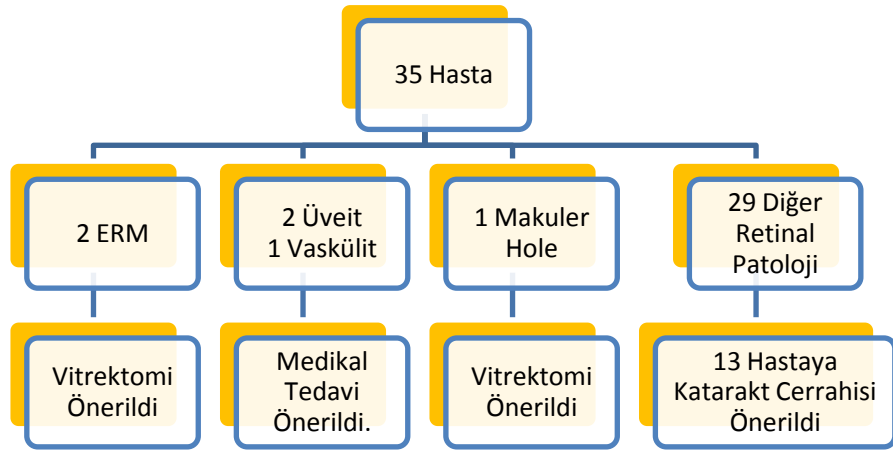 35 Hasta
2 ERM
2 Üveit
1 Vaskülit
1 Makuler
Hole
29 Diğer
Retinal
Patoloji
Vitrektomi
Önerildi
Medikal
Tedavi
Önerildi.
Vitrektomi
Önerildi
13 Hastaya
Katarakt Cerrahisi
Önerildi